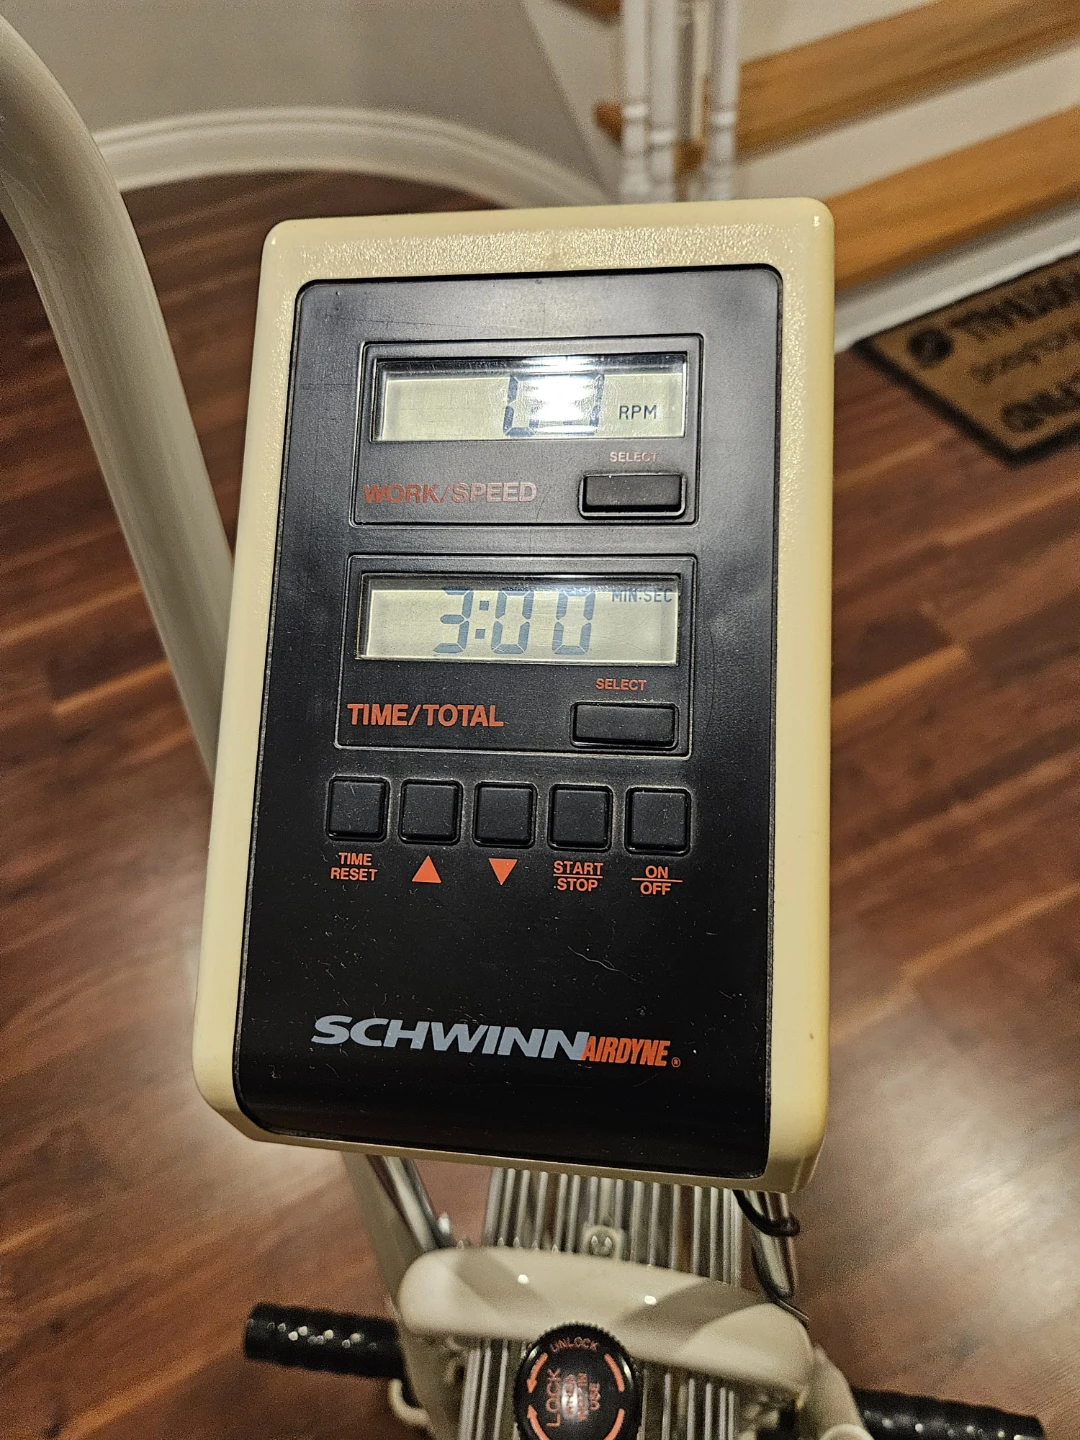 RPM
SELECT
WORK/SPEED
3:00 MIN:SEC
SELECT
TIME/TOTAL
TIME RESET
▲
▼
START STOP
ON OFF
SCHWINN AIRDYNE®
UNLOCK
LOCK
USE